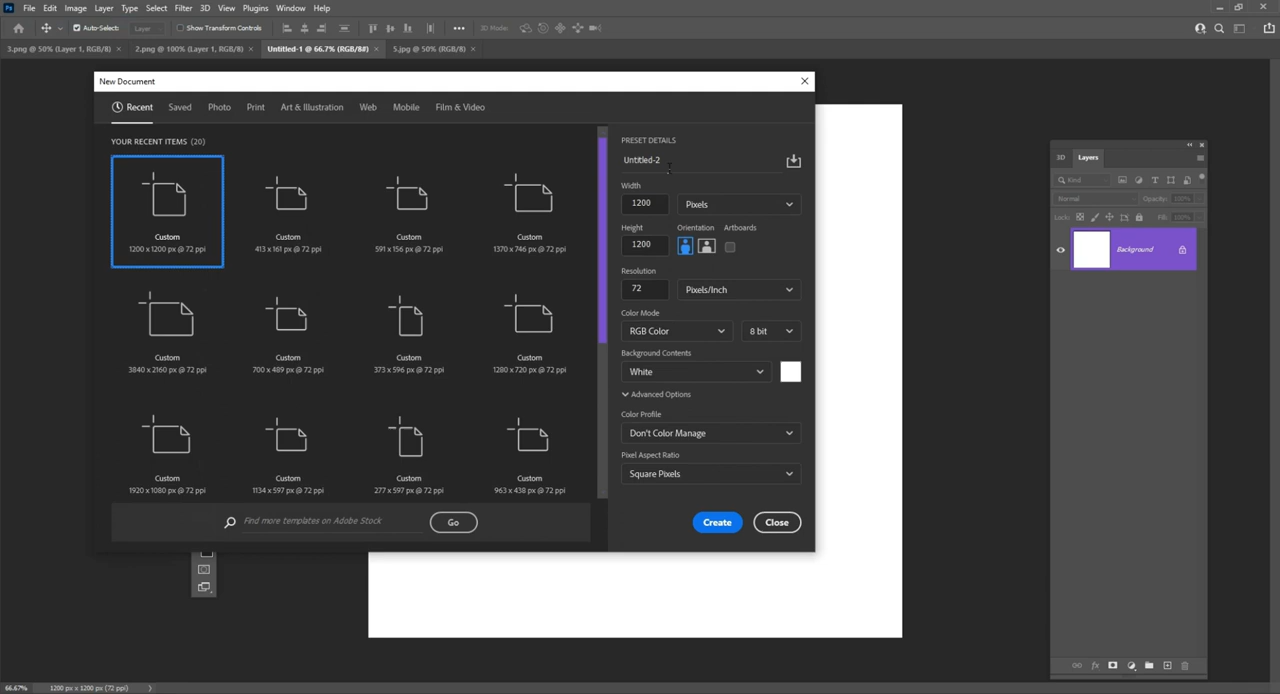 Ps File Edit Image Layer Type Select Filter 3D View Plugins Window Help
Auto-Select: Layer Show Transform Controls 3D Mode:
3.png @ 50% (Layer 1, RGB/8) × 2.png @ 100% (Layer 1, RGB/8) × Untitled-1 @ 66.7% (RGB/8#) × 5.jpg @ 50% (RGB/8#) ×
New Document
Recent Saved Photo Print Art & Illustration Web Mobile Film & Video
YOUR RECENT ITEMS (20)
Custom
1200 x 1200 px @ 72 ppi
Custom
413 x 161 px @ 72 ppi
Custom
591 x 156 px @ 72 ppi
Custom
1370 x 746 px @ 72 ppi
Custom
3840 x 2160 px @ 72 ppi
Custom
700 x 489 px @ 72 ppi
Custom
373 x 596 px @ 72 ppi
Custom
1280 x 720 px @ 72 ppi
Custom
1920 x 1080 px @ 72 ppi
Custom
1134 x 597 px @ 72 ppi
Custom
277 x 597 px @ 72 ppi
Custom
963 x 438 px @ 72 ppi
Find more templates on Adobe Stock Go
PRESET DETAILS
Untitled-2
Width
1200 Pixels
Height Orientation Artboards
1200
Resolution
72 Pixels/Inch
Color Mode
RGB Color 8 bit
Background Contents
White
Advanced Options
Color Profile
Don't Color Manage
Pixel Aspect Ratio
Square Pixels
Create Close
3D Layers
Kind
Normal Opacity: 100%
Lock: Fill: 100%
Background
fx
66.67% 1200 px x 1200 px (72 ppi)